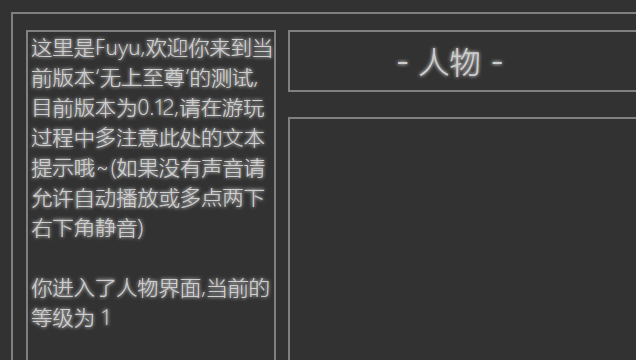 这里是Fuyu,欢迎你来到当
前版本‘无上至尊’的测试,
目前版本为0.12,请在游玩
过程中多注意此处的文本
提示哦~(如果没有声音请
允许自动播放或多点两下
右下角静音)
你进入了人物界面,当前的
等级为 1
- 人物 -